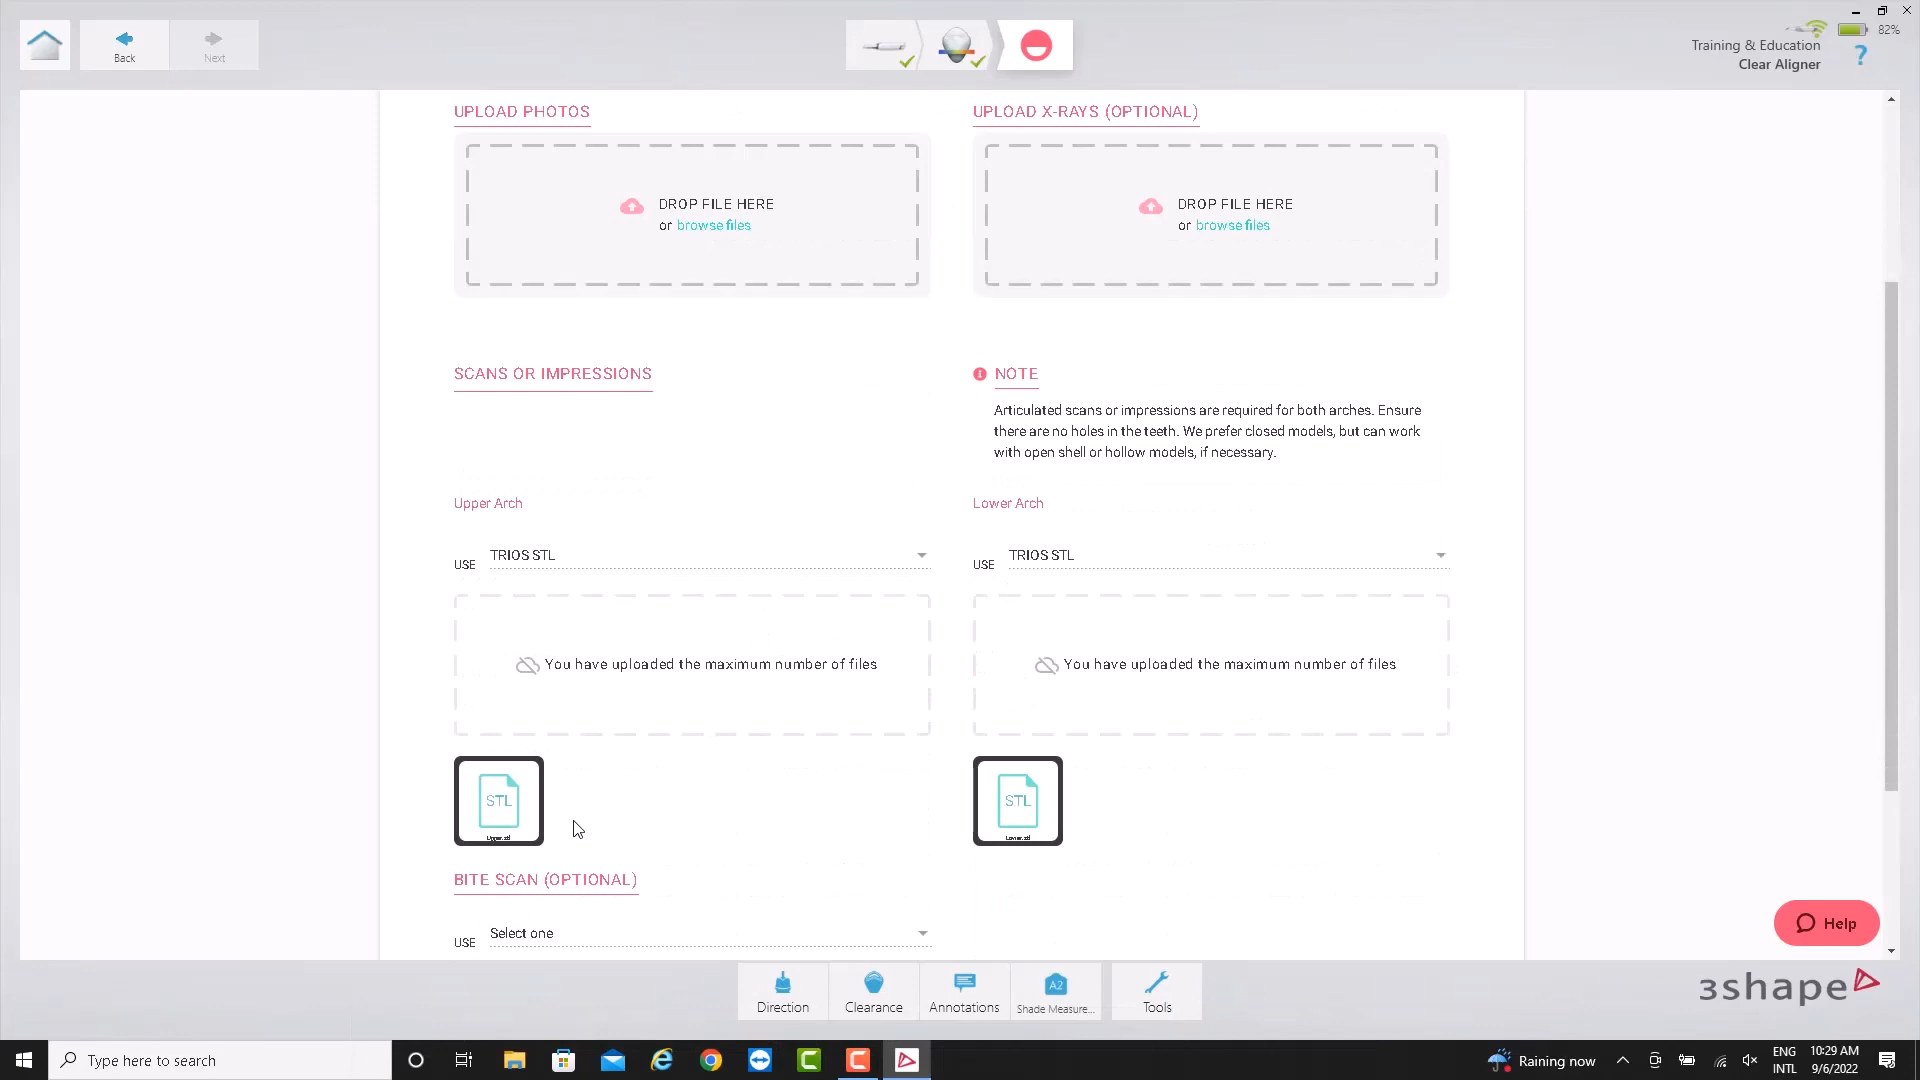 Back
Next
82%
Training & Education
Clear Aligner
?
UPLOAD PHOTOS
UPLOAD X-RAYS (OPTIONAL)
DROP FILE HERE
or browse files
DROP FILE HERE
or browse files
SCANS OR IMPRESSIONS
NOTE
Articulated scans or impressions are required for both arches. Ensure
there are no holes in the teeth. We prefer closed models, but can work
with open shell or hollow models, if necessary.
Upper Arch
Lower Arch
USE TRIOS STL
USE TRIOS STL
You have uploaded the maximum number of files
You have uploaded the maximum number of files
STL
Upper.stl
STL
Lower.stl
BITE SCAN (OPTIONAL)
USE Select one
Help
Direction
Clearance
Annotations
A2
Shade Measure...
Tools
3shape
Type here to search
Raining now
ENG
INTL
10:29 AM
9/6/2022